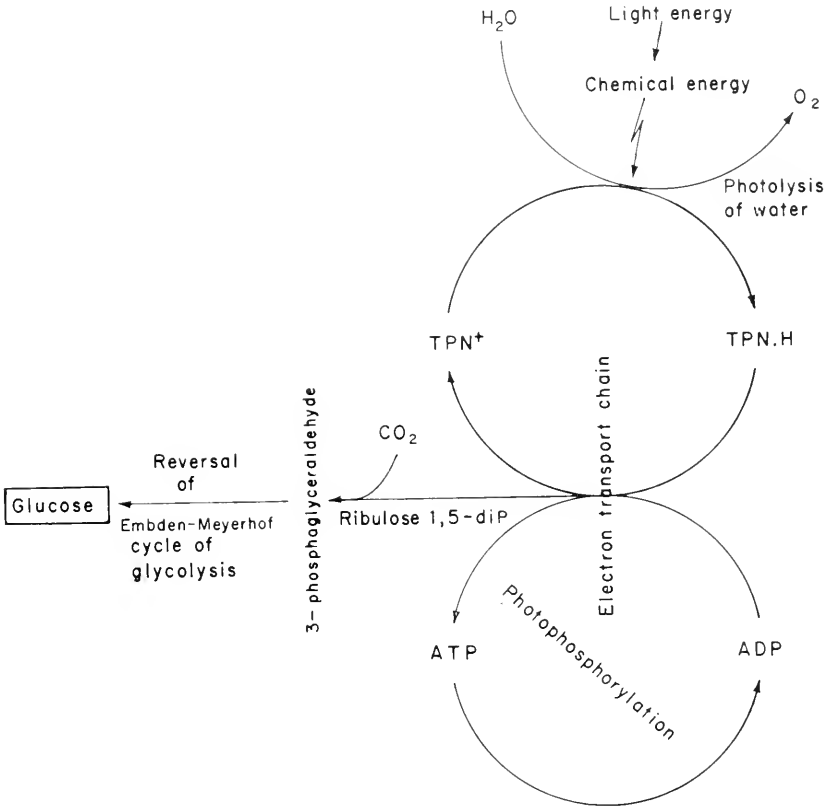 H2O
Light energy
Chemical energy
O2
Photolysis
of water
TPN+
TPN.H
Electron transport chain
CO2
3- phosphaglyceraldehyde
Reversal
of
Glucose
Embden-Meyerhof
cycle of
glycolysis
Ribulose 1,5-diP
Photophosphorylation
ATP
ADP